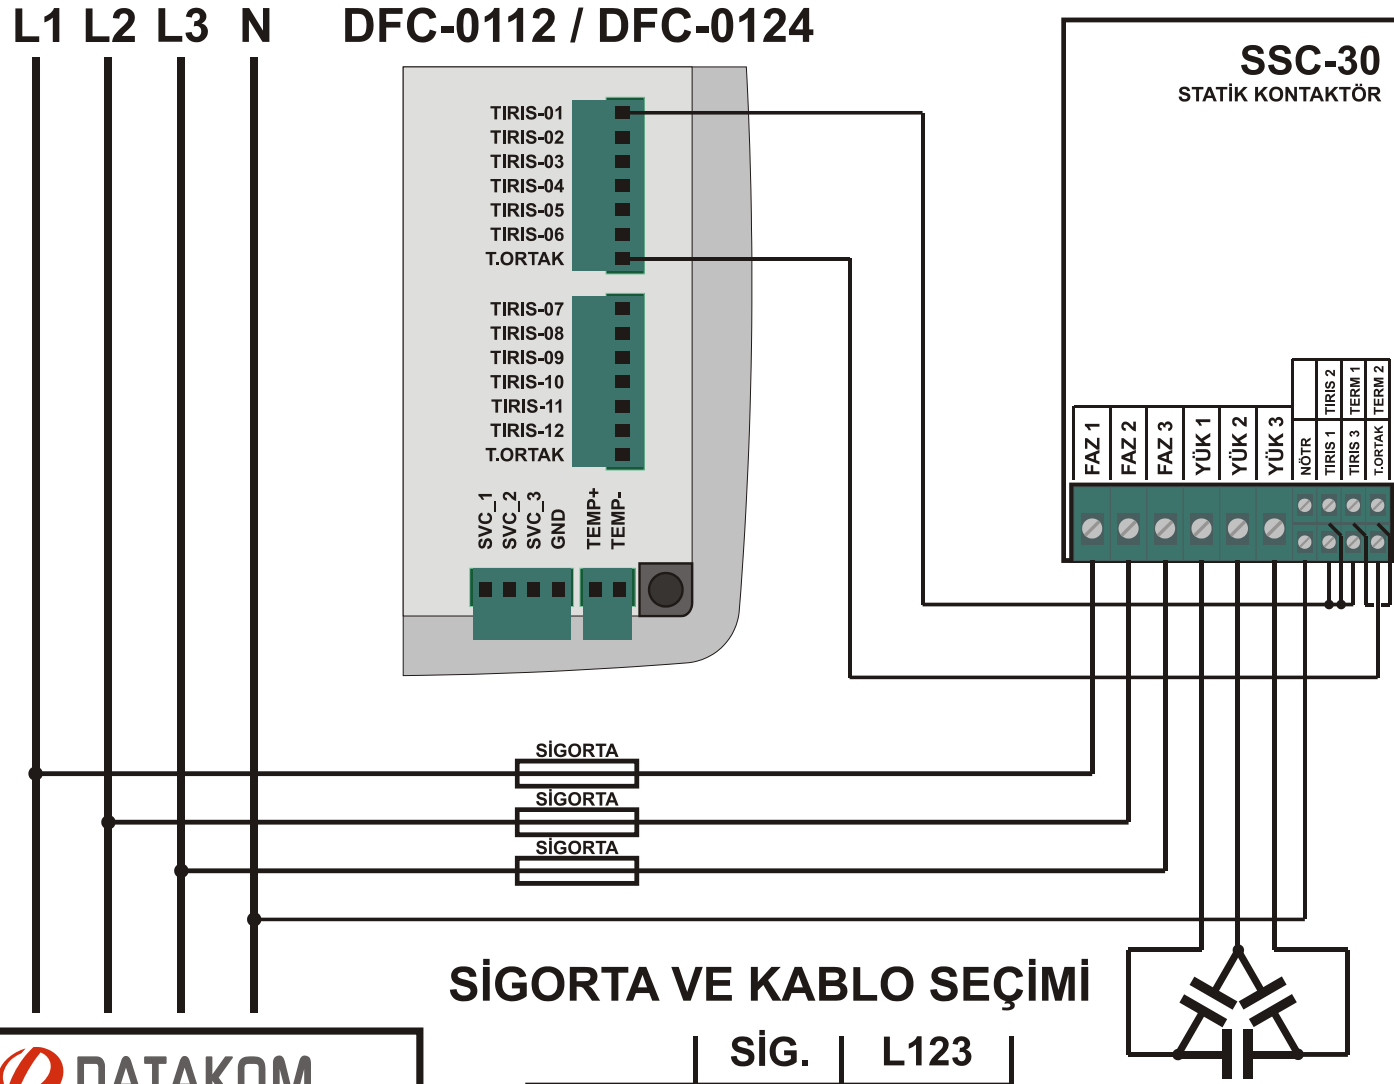 L1 L2 L3 N
DFC-0112 / DFC-0124
SSC-30
STATİK KONTAKTÖR
TIRIS-01
TIRIS-02
TIRIS-03
TIRIS-04
TIRIS-05
TIRIS-06
T.ORTAK
TIRIS-07
TIRIS-08
TIRIS-09
TIRIS-10
TIRIS-11
TIRIS-12
T.ORTAK
SVC_1
SVC_2
SVC_3
GND
TEMP+
TEMP-
FAZ 1
FAZ 2
FAZ 3
YÜK 1
YÜK 2
YÜK 3
NÖTR
TIRIS 2
TIRIS 1
TERM 1
TIRIS 3
TERM 2
T.ORTAK
SİGORTA
SİGORTA
SİGORTA
SİGORTA VE KABLO SEÇİMİ
SİG. L123
DATAKOM